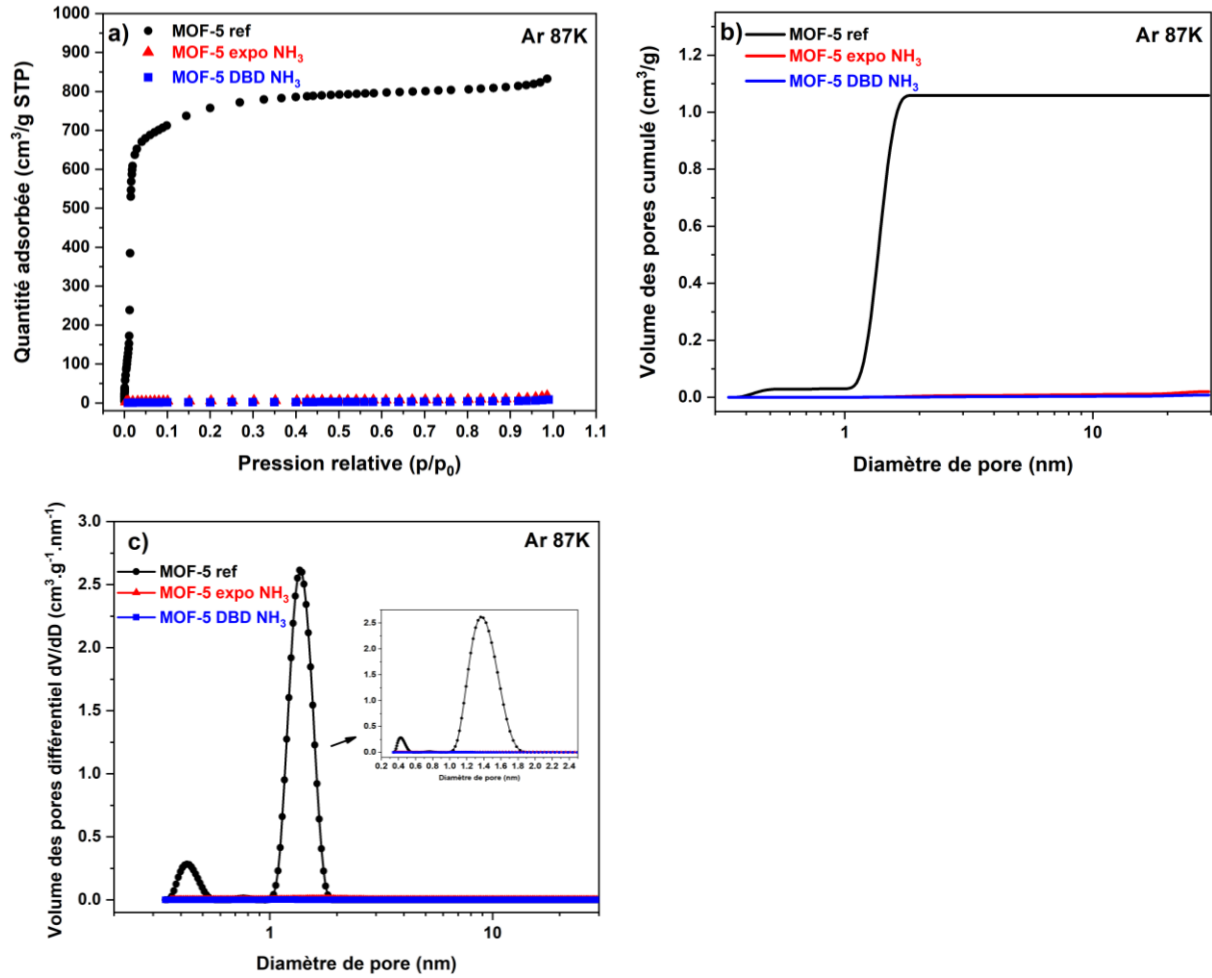 a)
MOF-5 ref
MOF-5 expo NH3
MOF-5 DBD NH3
Ar 87K
1000
900
800
700
600
500
400
300
200
100
0
Quantité adsorbée (cm³/g STP)
0.0 0.1 0.2 0.3 0.4 0.5 0.6 0.7 0.8 0.9 1.0 1.1
Pression relative (p/p0)
b)
MOF-5 ref
MOF-5 expo NH3
MOF-5 DBD NH3
Ar 87K
1.2
1.0
0.8
0.6
0.4
0.2
0.0
Volume des pores cumulé (cm³/g)
1 10
Diamètre de pore (nm)
c)
MOF-5 ref
MOF-5 expo NH3
MOF-5 DBD NH3
Ar 87K
3.0
2.5
2.0
1.5
1.0
0.5
0.0
Volume des pores différentiel dV/dD (cm³.g⁻¹.nm⁻¹)
2.5
2.0
1.5
1.0
0.5
0.0
0.2 0.4 0.6 0.8 1.0 1.2 1.4 1.6 1.8 2.0 2.2 2.4
Diamètre de pore (nm)
1 10
Diamètre de pore (nm)